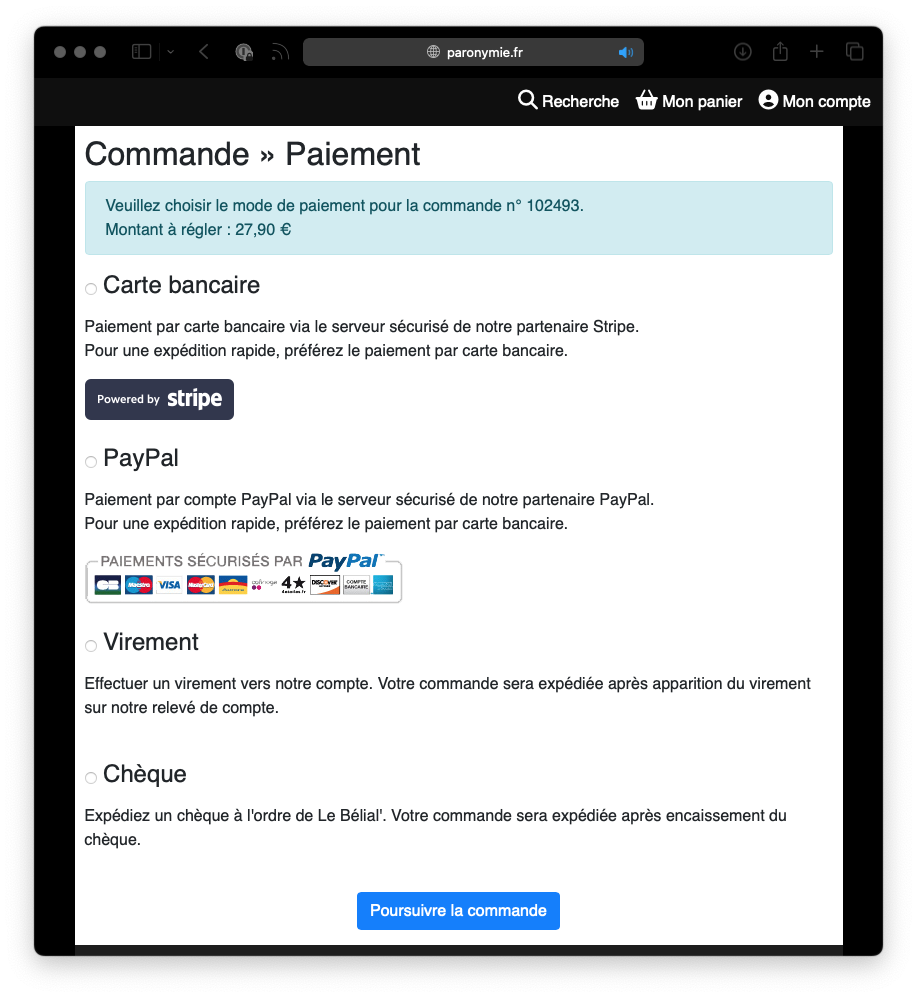 paronymie.fr
Recherche Mon panier Mon compte
Commande » Paiement
Veuillez choisir le mode de paiement pour la commande n° 102493.
Montant à régler : 27,90 €
Carte bancaire
Paiement par carte bancaire via le serveur sécurisé de notre partenaire Stripe.
Pour une expédition rapide, préférez le paiement par carte bancaire.
Powered by stripe
PayPal
Paiement par compte PayPal via le serveur sécurisé de notre partenaire PayPal.
Pour une expédition rapide, préférez le paiement par carte bancaire.
PAIEMENTS SÉCURISÉS PAR PayPal
CB Maestro VISA MasterCard Aurore 4★ DISCOVER COMPTE BANCAIRE
Virement
Effectuer un virement vers notre compte. Votre commande sera expédiée après apparition du virement
sur notre relevé de compte.
Chèque
Expédiez un chèque à l'ordre de Le Bélial'. Votre commande sera expédiée après encaissement du
chèque.
Poursuivre la commande